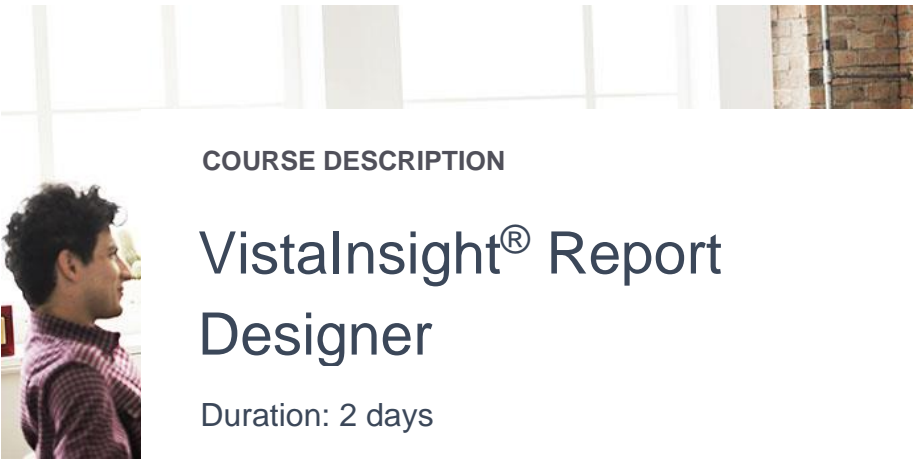 COURSE DESCRIPTION
VistaInsight® Report
Designer
Duration: 2 days